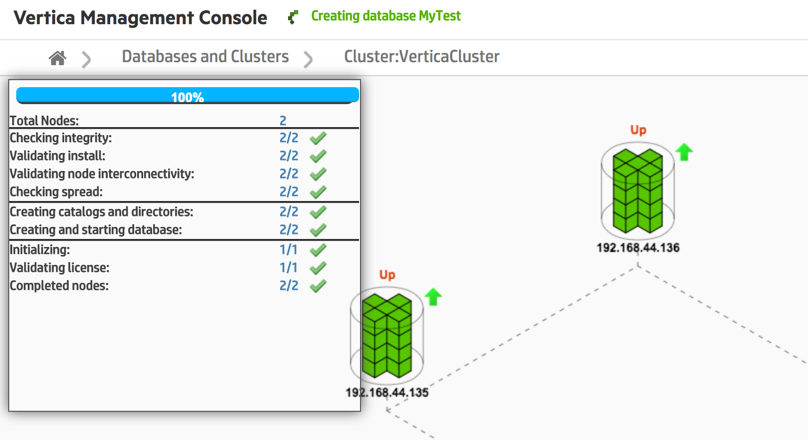 Vertica Management Console
Creating database MyTest
Databases and Clusters
Cluster:VerticaCluster
100%
Total Nodes: 2
Checking integrity: 2/2
Validating install: 2/2
Validating node interconnectivity: 2/2
Checking spread: 2/2
Creating catalogs and directories: 2/2
Creating and starting database: 2/2
Initializing: 1/1
Validating license: 1/1
Completed nodes: 2/2
Up
192.168.44.136
Up
192.168.44.135